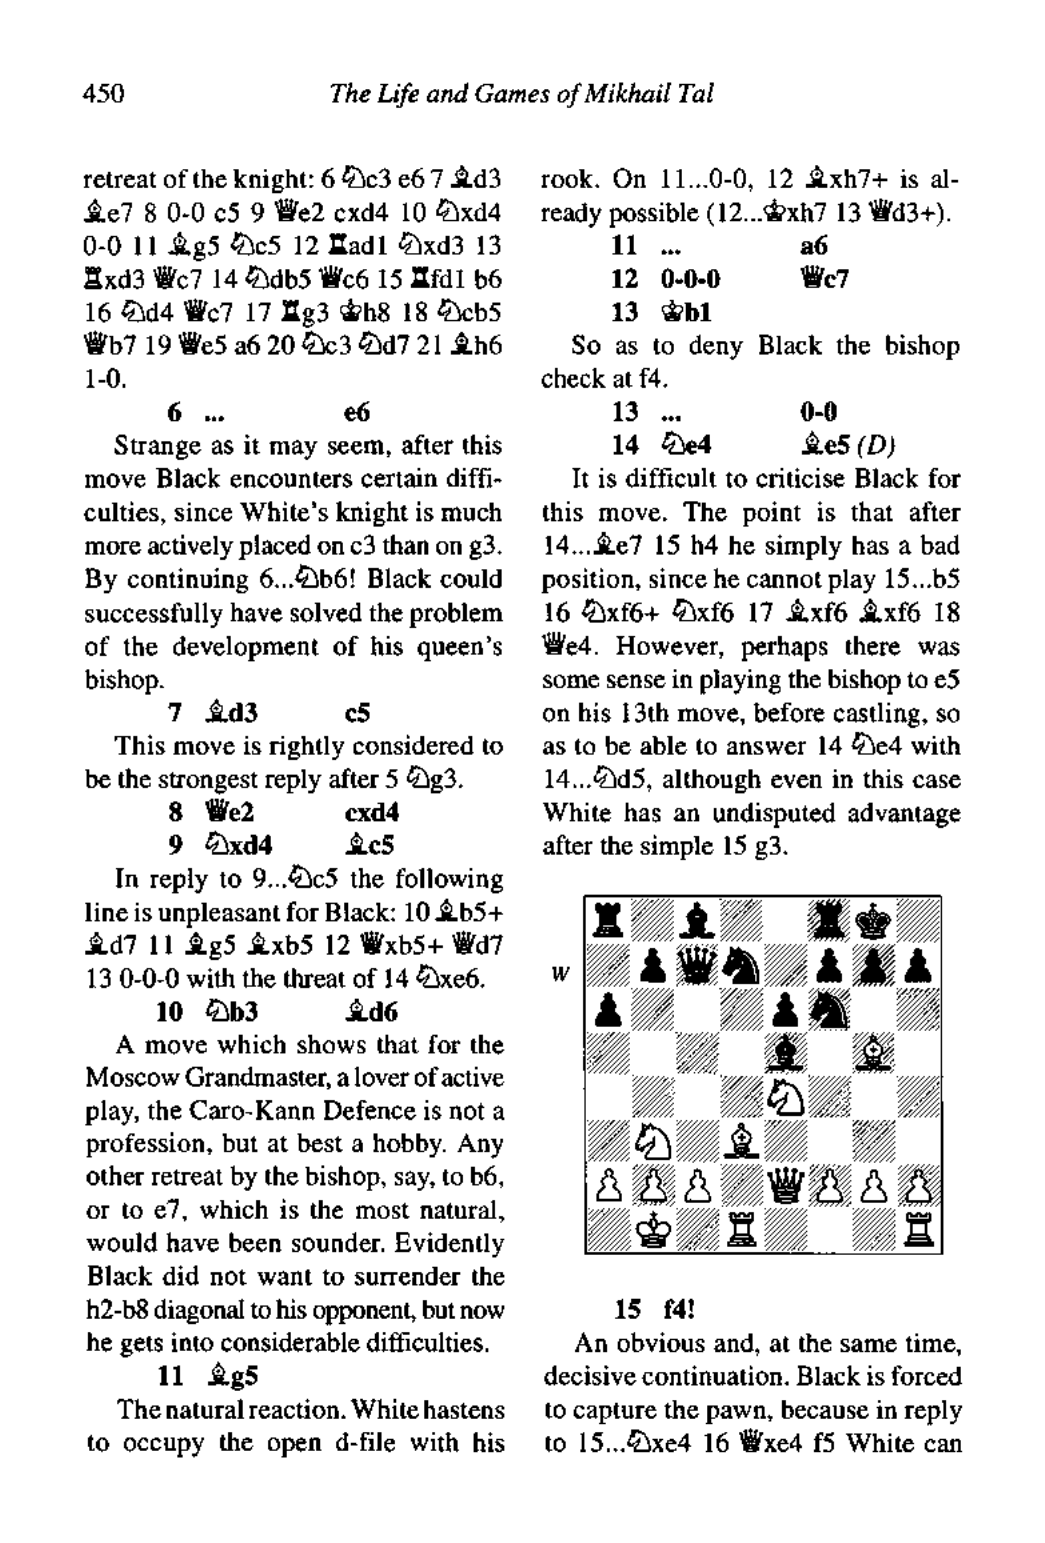 450
The Life and Games of Mikhail Tal
retreat of the knight: 6 ♘c3 e6 7 ♗d3
♗e7 8 0-0 c5 9 ♕e2 cxd4 10 ♘xd4
0-0 11 ♗g5 ♘c5 12 ♖ad1 ♘xd3 13
♖xd3 ♕c7 14 ♘db5 ♕c6 15 ♖fd1 b6
16 ♘d4 ♕c7 17 ♖g3 ♔h8 18 ♘cb5
♕b7 19 ♕e5 a6 20 ♘c3 ♘d7 21 ♗h6
1-0.
6 ... e6
Strange as it may seem, after this
move Black encounters certain diffi-
culties, since White's knight is much
more actively placed on c3 than on g3.
By continuing 6...♘b6! Black could
successfully have solved the problem
of the development of his queen's
bishop.
7 ♗d3 c5
This move is rightly considered to
be the strongest reply after 5 ♘g3.
8 ♕e2 cxd4
9 ♘xd4 ♗c5
In reply to 9...♘c5 the following
line is unpleasant for Black: 10 ♗b5+
♗d7 11 ♗g5 ♗xb5 12 ♕xb5+ ♕d7
13 0-0-0 with the threat of 14 ♘xe6.
10 ♘b3 ♗d6
A move which shows that for the
Moscow Grandmaster, a lover of active
play, the Caro-Kann Defence is not a
profession, but at best a hobby. Any
other retreat by the bishop, say, to b6,
or to e7, which is the most natural,
would have been sounder. Evidently
Black did not want to surrender the
h2-b8 diagonal to his opponent, but now
he gets into considerable difficulties.
11 ♗g5
The natural reaction. White hastens
to occupy the open d-file with his
rook. On 11...0-0, 12 ♗xh7+ is al-
ready possible (12...♔xh7 13 ♕d3+).
11 ... a6
12 0-0-0 ♕c7
13 ♔b1
So as to deny Black the bishop
check at f4.
13 ... 0-0
14 ♘e4 ♗e5 (D)
It is difficult to criticise Black for
this move. The point is that after
14...♗e7 15 h4 he simply has a bad
position, since he cannot play 15...b5
16 ♘xf6+ ♘xf6 17 ♗xf6 ♗xf6 18
♕e4. However, perhaps there was
some sense in playing the bishop to e5
on his 13th move, before castling, so
as to be able to answer 14 ♘e4 with
14...♘d5, although even in this case
White has an undisputed advantage
after the simple 15 g3.
W
15 f4!
An obvious and, at the same time,
decisive continuation. Black is forced
to capture the pawn, because in reply
to 15...♘xe4 16 ♕xe4 f5 White can